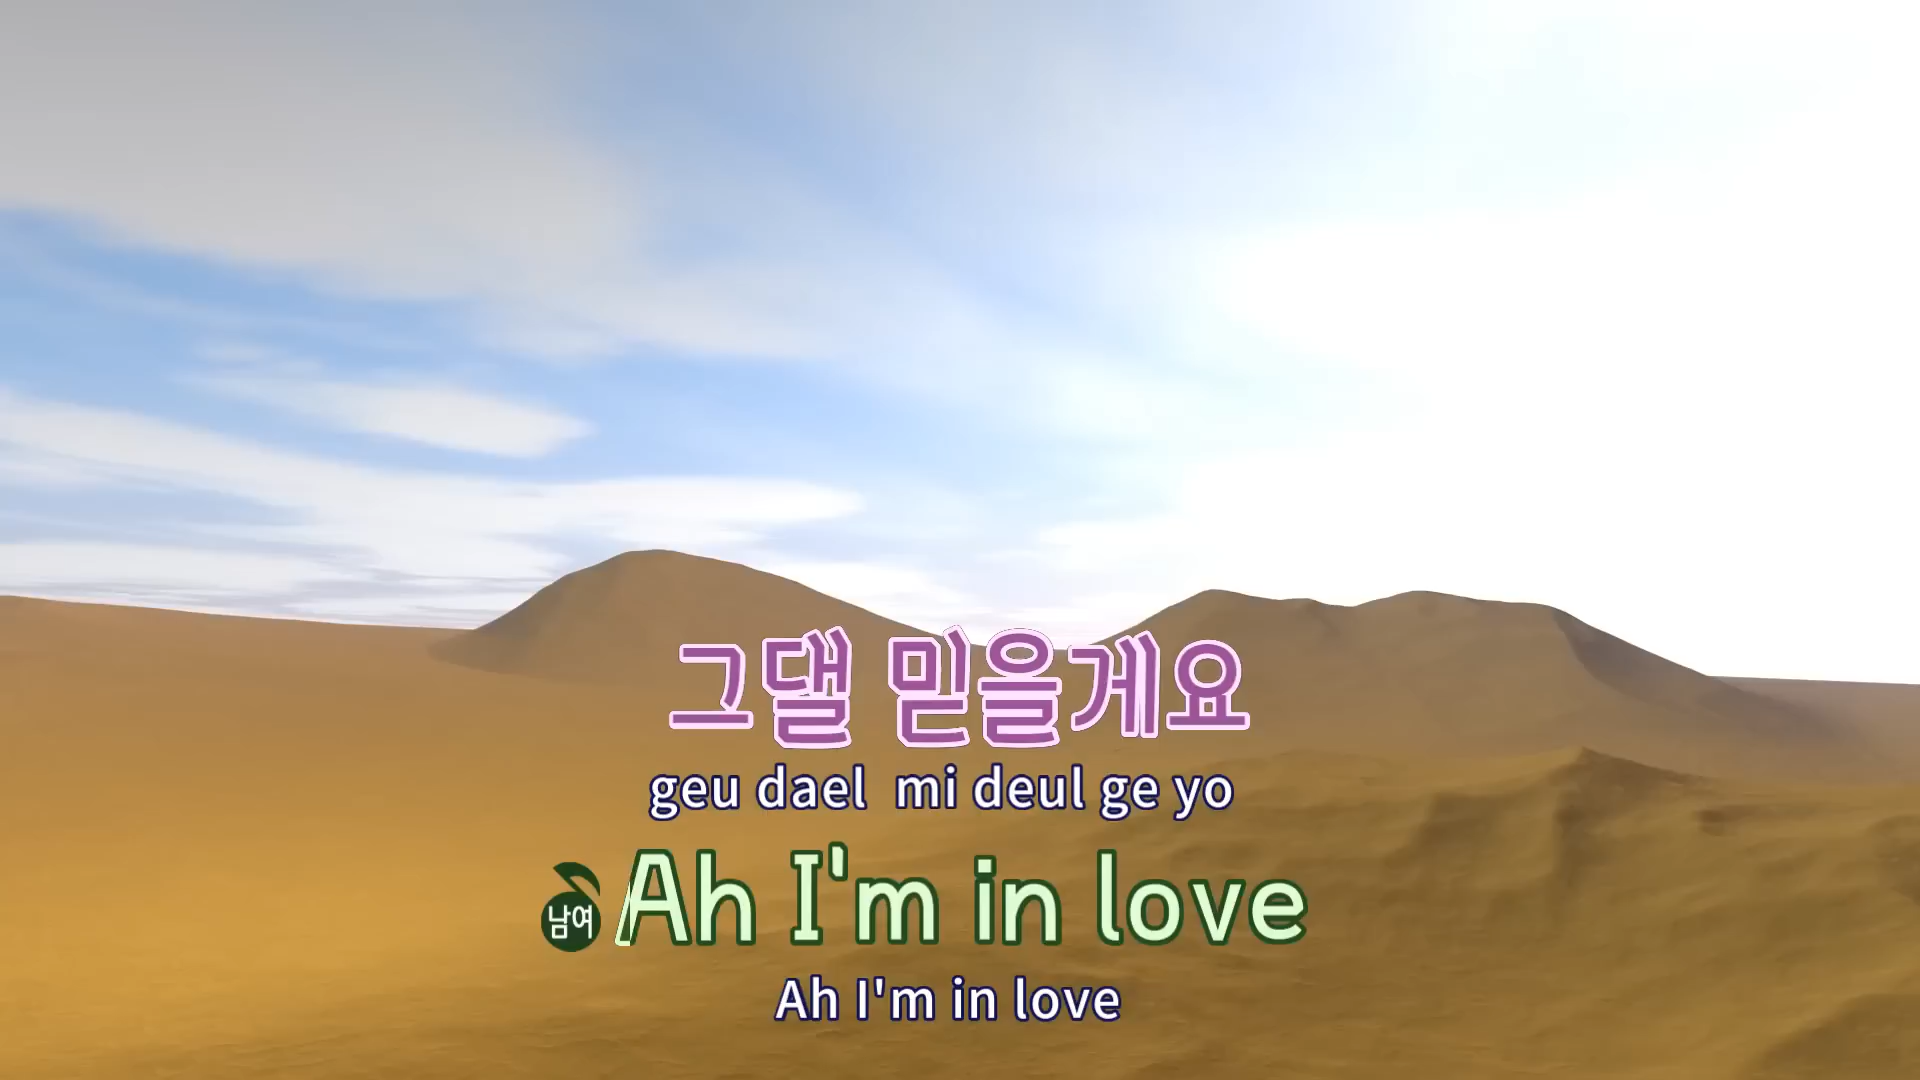 그댈 믿을게요
geu dael mi deul ge yo
남여 Ah I'm in love
Ah I'm in love